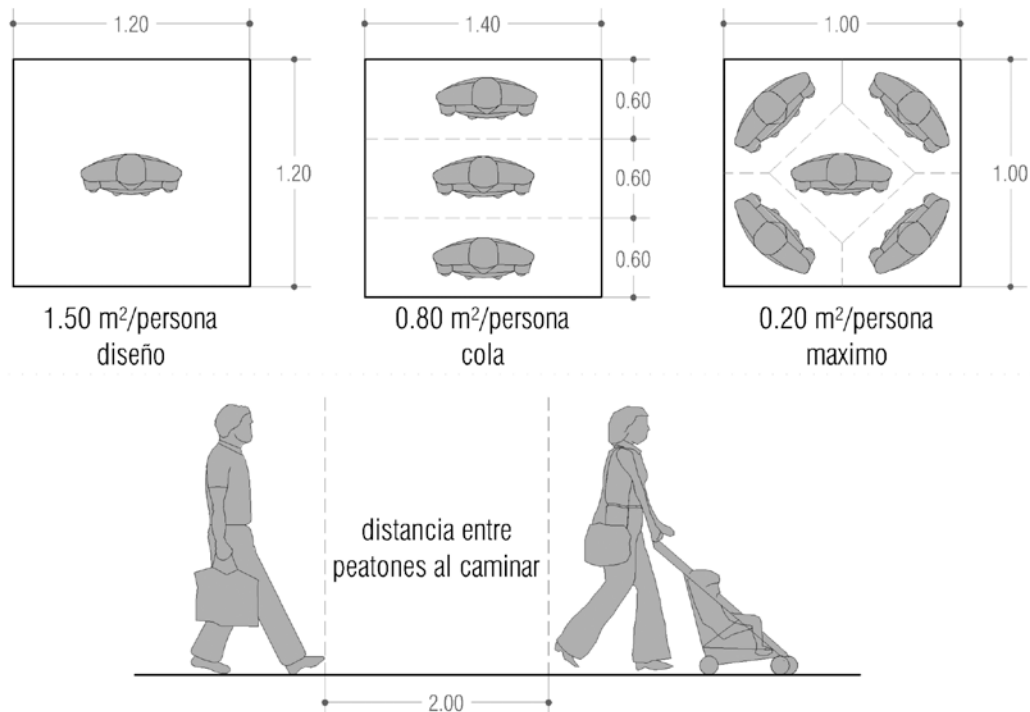 1.20
1.40
1.00
1.20
0.60
0.60
0.60
1.00
1.50 m²/persona
diseño
0.80 m²/persona
cola
0.20 m²/persona
maximo
distancia entre
peatones al caminar
2.00